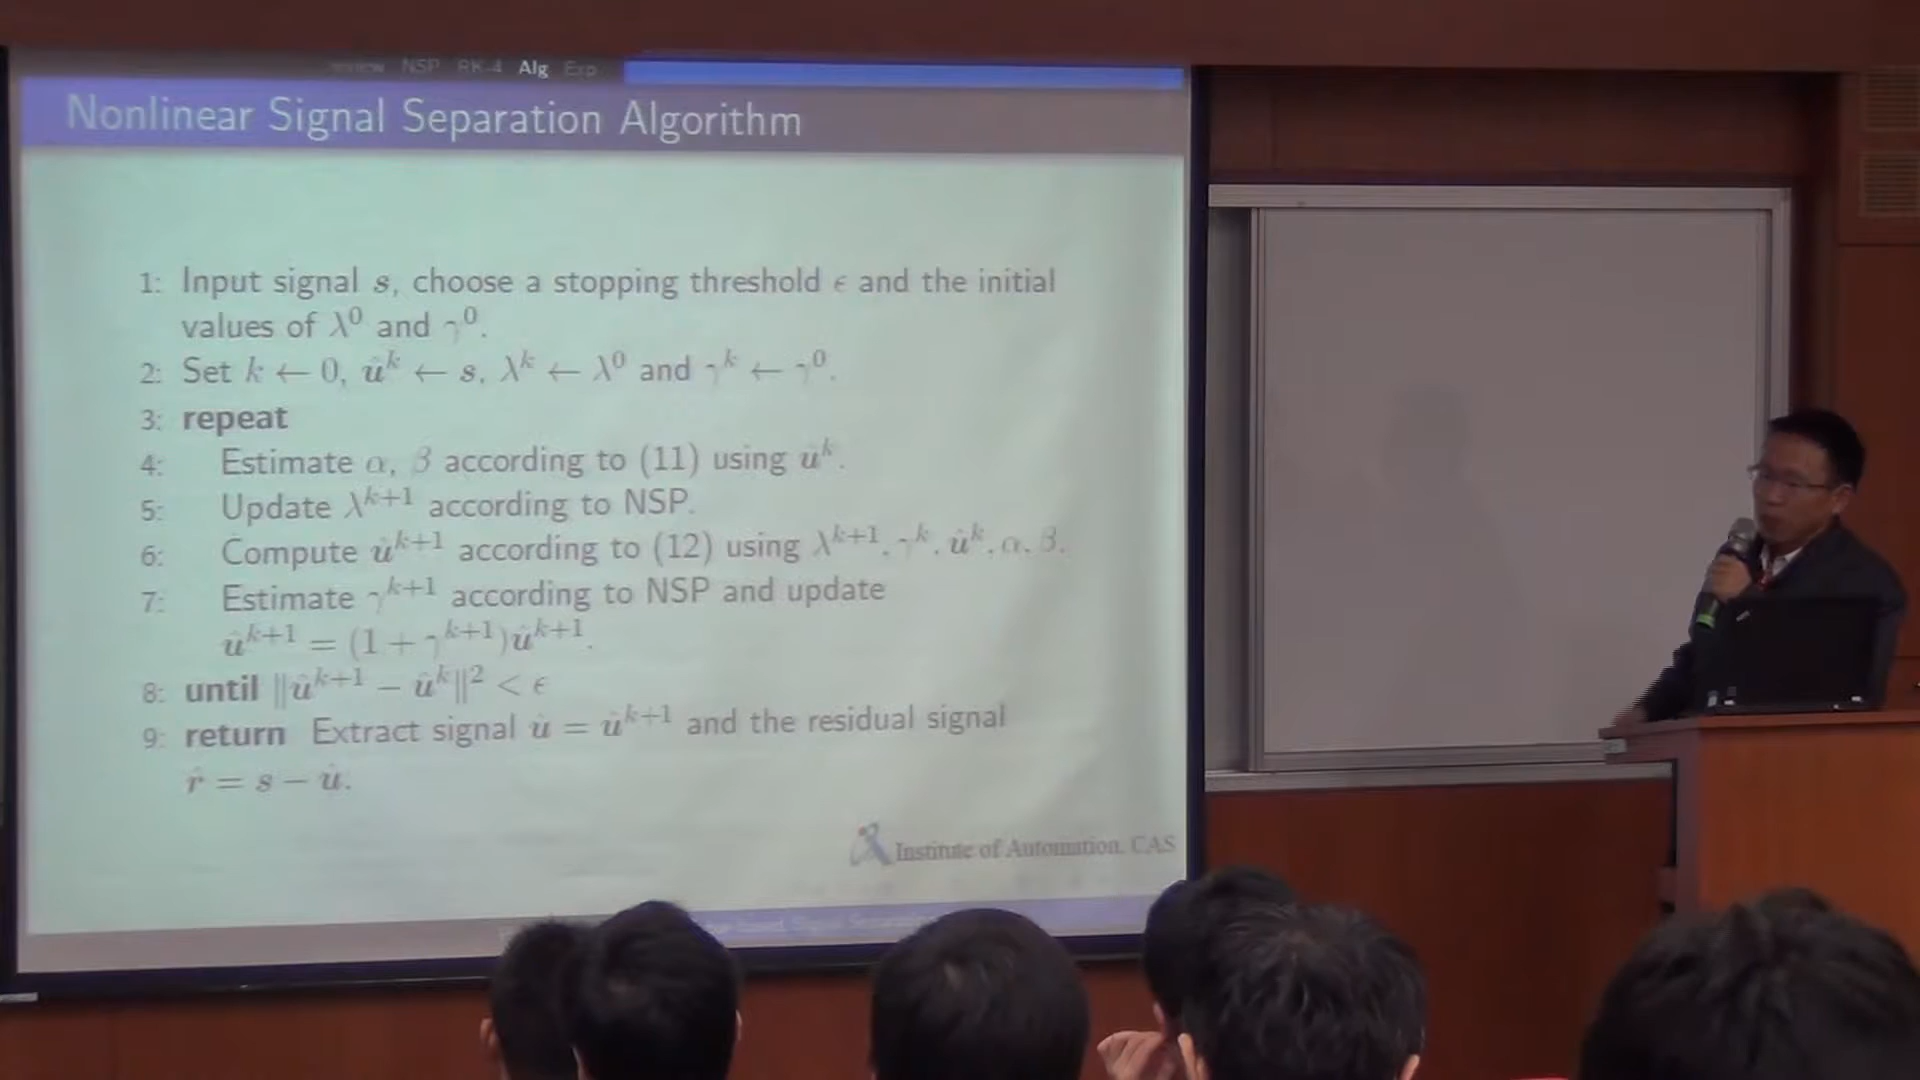 NSP RK-4 Alg Exp
Nonlinear Signal Separation Algorithm
1: Input signal s, choose a stopping threshold ϵ and the initial
values of λ⁰ and γ⁰.
2: Set k ← 0, û^k ← s, λ^k ← λ⁰ and γ^k ← γ⁰.
3: repeat
4: Estimate α, β according to (11) using û^k.
5: Update λ^{k+1} according to NSP.
6: Compute û^{k+1} according to (12) using λ^{k+1}, γ^k, û^k, α, β.
7: Estimate γ^{k+1} according to NSP and update
û^{k+1} = (1 + γ^{k+1})û^{k+1}.
8: until ‖û^{k+1} − û^k‖² < ϵ
9: return Extract signal û = û^{k+1} and the residual signal
r̂ = s − û.
Institute of Automation, CAS